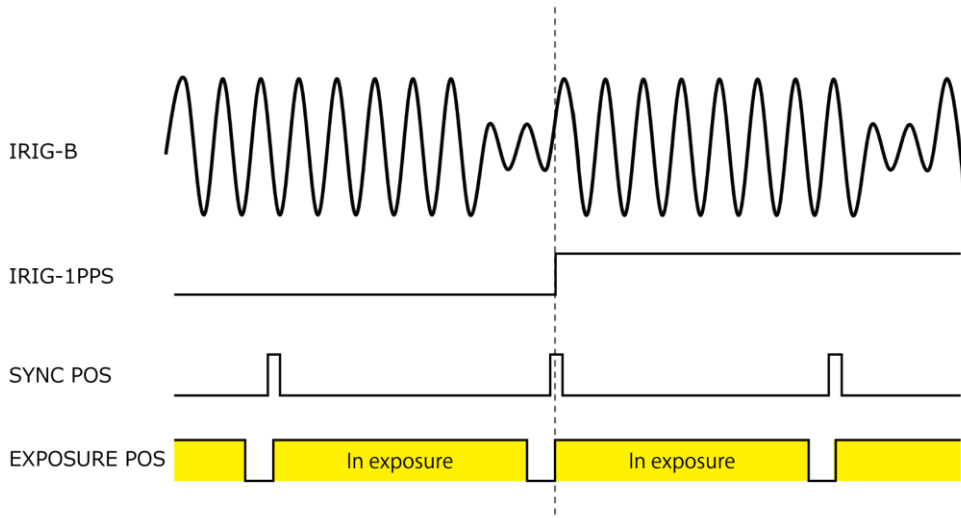 IRIG-B
IRIG-1PPS
SYNC POS
EXPOSURE POS
In exposure
In exposure